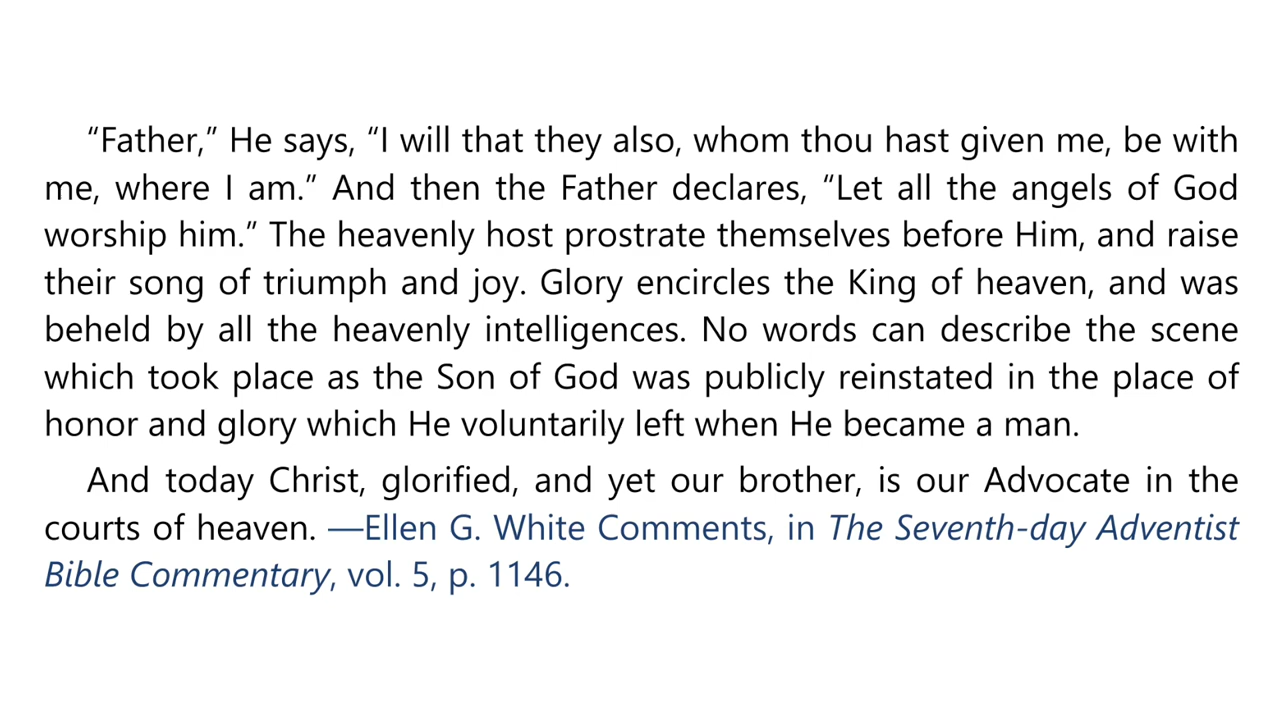 “Father,” He says, “I will that they also, whom thou hast given me, be with
me, where I am.” And then the Father declares, “Let all the angels of God
worship him.” The heavenly host prostrate themselves before Him, and raise
their song of triumph and joy. Glory encircles the King of heaven, and was
beheld by all the heavenly intelligences. No words can describe the scene
which took place as the Son of God was publicly reinstated in the place of
honor and glory which He voluntarily left when He became a man.
And today Christ, glorified, and yet our brother, is our Advocate in the
courts of heaven. —Ellen G. White Comments, in The Seventh-day Adventist
Bible Commentary, vol. 5, p. 1146.